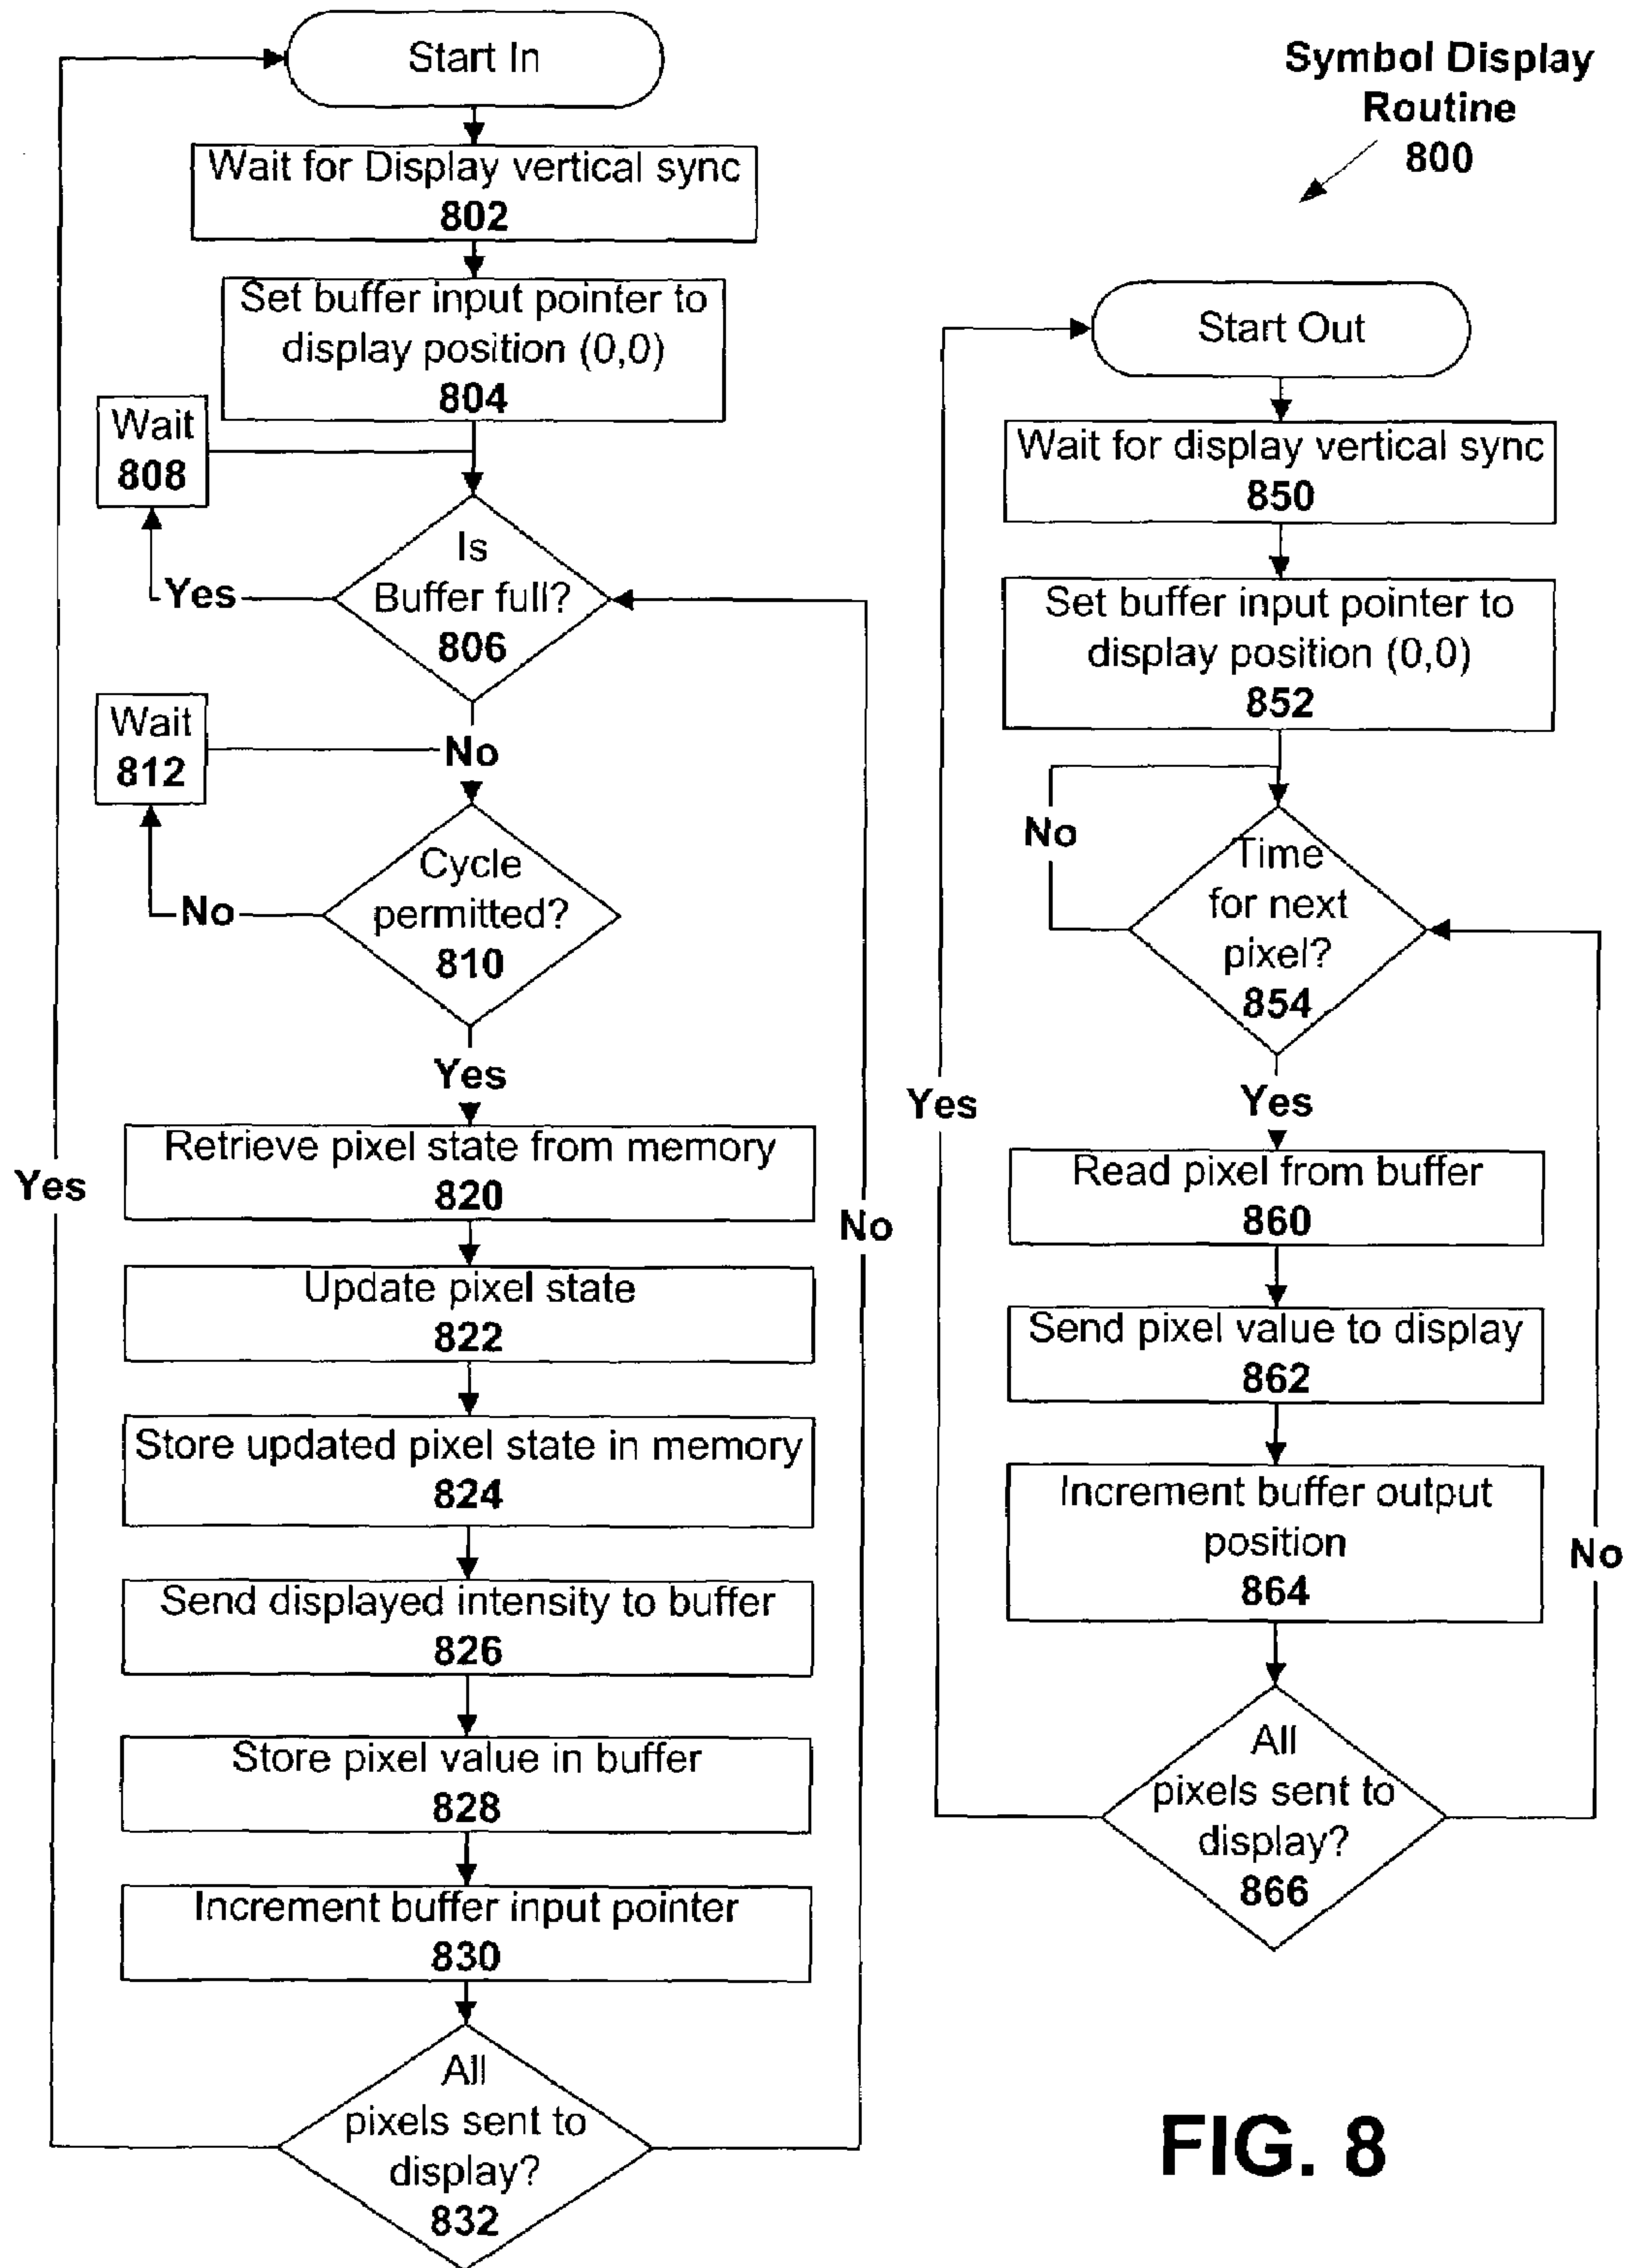 Start In
Wait for Display vertical sync
802
Set buffer input pointer to
display position (0,0)
804
Wait
808
Is
Buffer full?
806
Yes
No
Wait
812
Cycle
permitted?
810
No
Yes
Retrieve pixel state from memory
820
Update pixel state
822
Store updated pixel state in memory
824
Send displayed intensity to buffer
826
Store pixel value in buffer
828
Increment buffer input pointer
830
All
pixels sent to
display?
832
Yes
No
Symbol Display
Routine
800
Start Out
Wait for display vertical sync
850
Set buffer input pointer to
display position (0,0)
852
Time
for next
pixel?
854
No
Yes
Read pixel from buffer
860
Send pixel value to display
862
Increment buffer output
position
864
All
pixels sent to
display?
866
Yes
No
FIG. 8